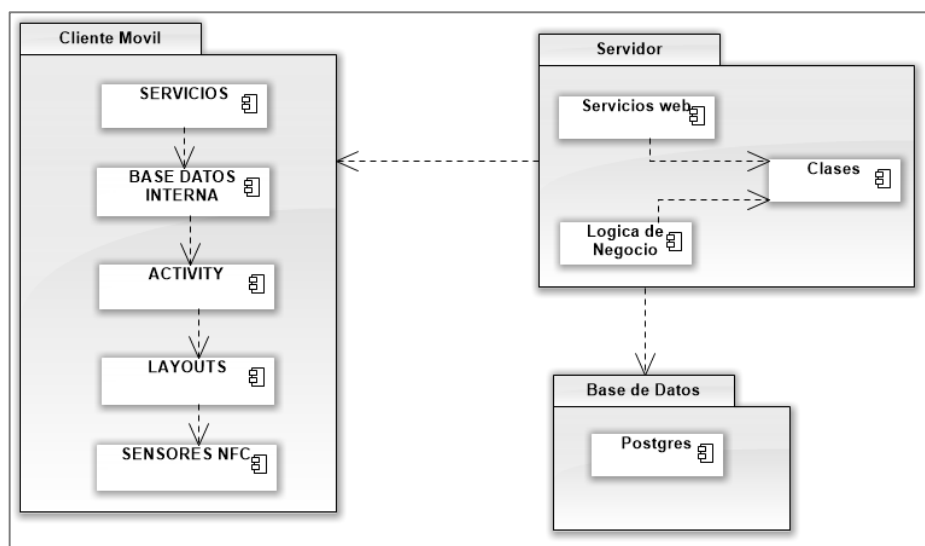 Cliente Movil
SERVICIOS
BASE DATOS
INTERNA
ACTIVITY
LAYOUTS
SENSORES NFC
Servidor
Servicios web
Clases
Logica de
Negocio
Base de Datos
Postgres